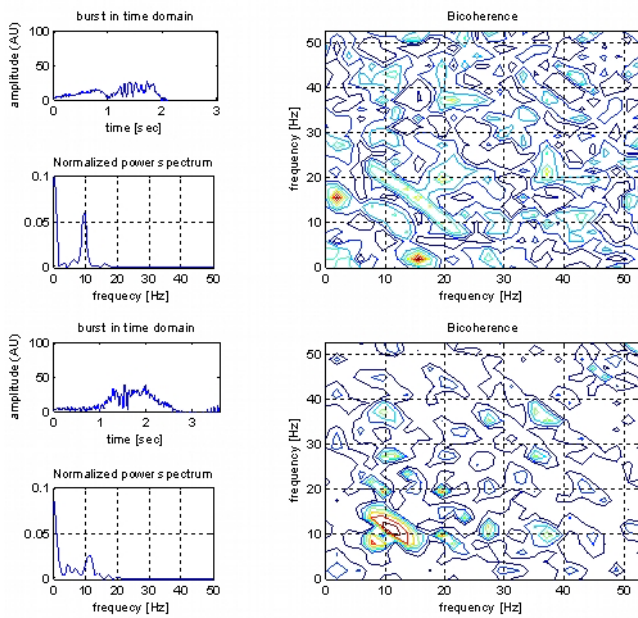 burst in time domain
100
50
0
amplitude (AU)
0 1 2 3
time [sec]
Normalized power spectrum
0.1
0.05
0
0 10 20 30 40 50
frequecy [Hz]
Bicoherence
50
40
30
20
10
0
frequency [Hz]
0 10 20 30 40 50
frequency [Hz]
burst in time domain
100
50
0
amplitude (AU)
0 1 2 3
time [sec]
Normalized power spectrum
0.1
0.05
0
0 10 20 30 40 50
frequecy [Hz]
Bicoherence
50
40
30
20
10
0
frequency [Hz]
0 10 20 30 40 50
frequency [Hz]